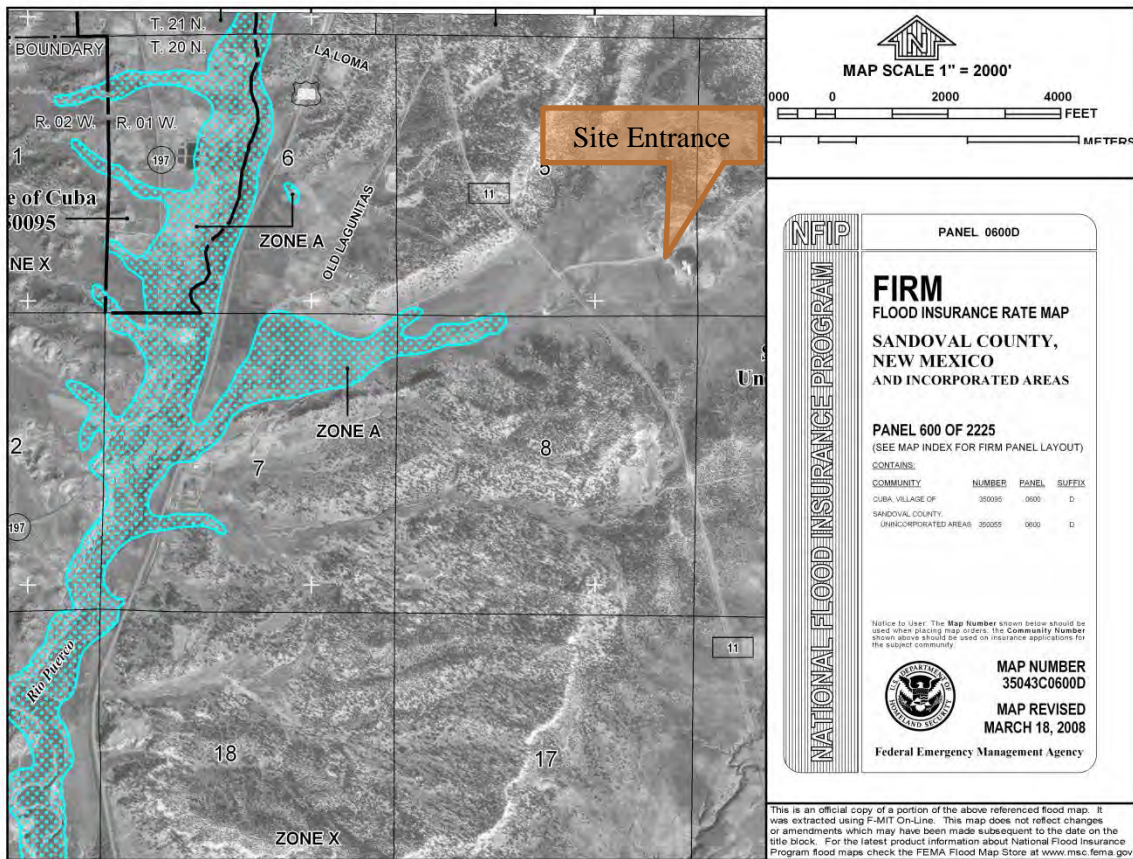 T. 21 N.
BOUNDARY
T. 20 N.
LA LOMA
R. 02 W.
R. 01 W.
1
197
6
5
Site Entrance
11
e of Cuba
50095
ZONE A
OLD LAGUNITAS
NE X
S
Un
2
ZONE A
7
8
197
11
Rio Puerco
18
17
ZONE X
N
MAP SCALE 1" = 2000'
000 0 2000 4000
FEET
METERS
NFIP
NATIONAL FLOOD INSURANCE PROGRAM
PANEL 0600D
FIRM
FLOOD INSURANCE RATE MAP
SANDOVAL COUNTY,
NEW MEXICO
AND INCORPORATED AREAS
PANEL 600 OF 2225
(SEE MAP INDEX FOR FIRM PANEL LAYOUT)
CONTAINS:
COMMUNITY NUMBER PANEL SUFFIX
CUBA, VILLAGE OF 350095 0600 D
SANDOVAL COUNTY,
UNINCORPORATED AREAS 350055 0600 D
Notice to User: The Map Number shown below should be
used when placing map orders; the Community Number
shown above should be used on insurance applications for
the subject community.
U.S. DEPARTMENT OF
HOMELAND SECURITY
MAP NUMBER
35043C0600D
MAP REVISED
MARCH 18, 2008
Federal Emergency Management Agency
This is an official copy of a portion of the above referenced flood map. It
was extracted using F-MIT On-Line. This map does not reflect changes
or amendments which may have been made subsequent to the date on the
title block. For the latest product information about National Flood Insurance
Program flood maps check the FEMA Flood Map Store at www.msc.fema.gov